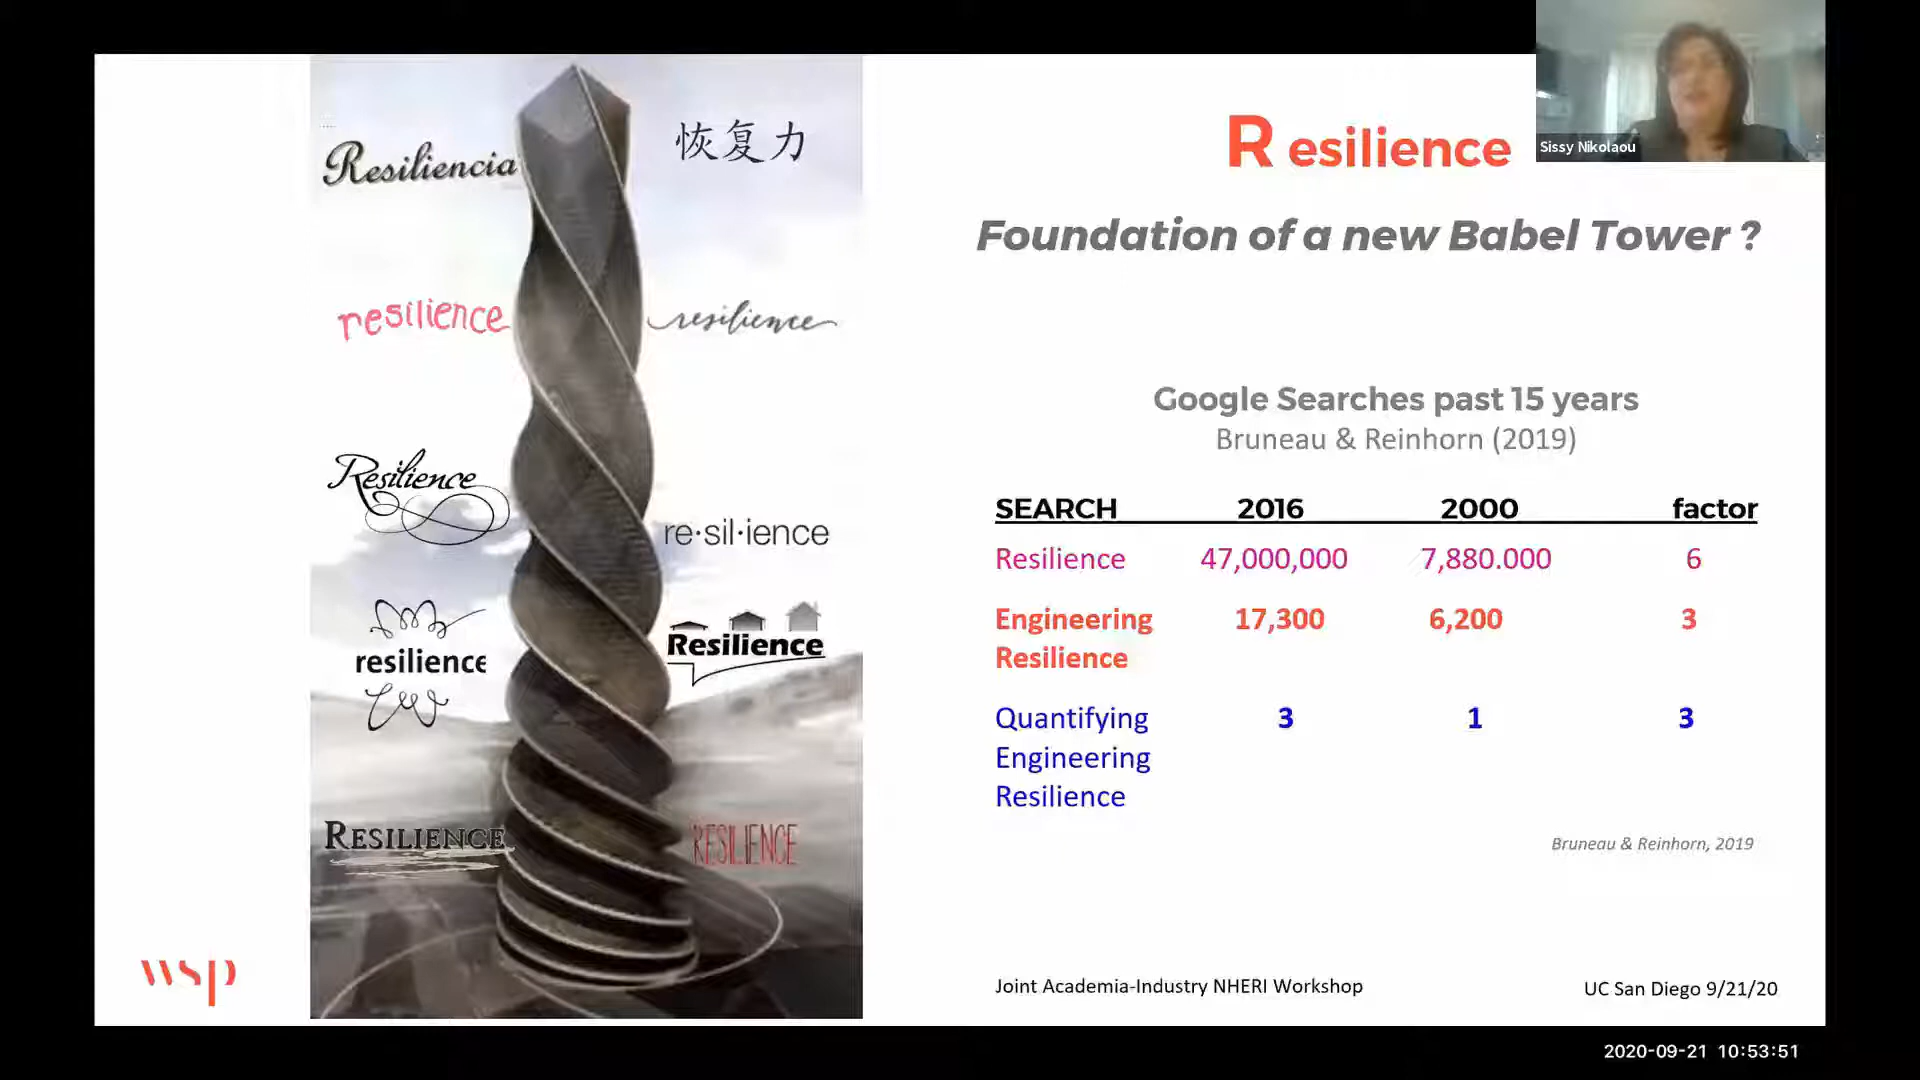 Resiliencia
恢复力
resilience
resilience
Resilience
re·sil·ience
resilience
Resilience
RESILIENCE
RESILIENCE
wsp
R esilience
Sissy Nikolaou
Foundation of a new Babel Tower ?
Google Searches past 15 years
Bruneau & Reinhorn (2019)
SEARCH 2016 2000 factor
Resilience 47,000,000 7,880.000 6
Engineering 17,300 6,200 3
Resilience
Quantifying 3 1 3
Engineering
Resilience
Bruneau & Reinhorn, 2019
Joint Academia-Industry NHERI Workshop
UC San Diego 9/21/20
2020-09-21 10:53:51